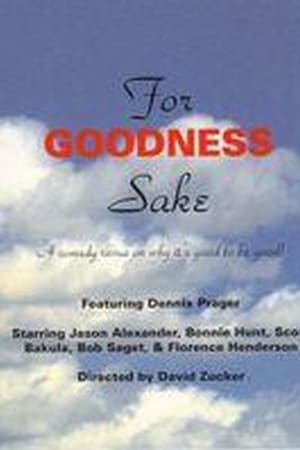 For
GOODNESS
Sake
A comedy revue on why it's good to be good!
Featuring Dennis Prager
Starring Jason Alexander, Bonnie Hunt, Sco
Bakula, Bob Saget, & Florence Henderson
Directed by David Zucker